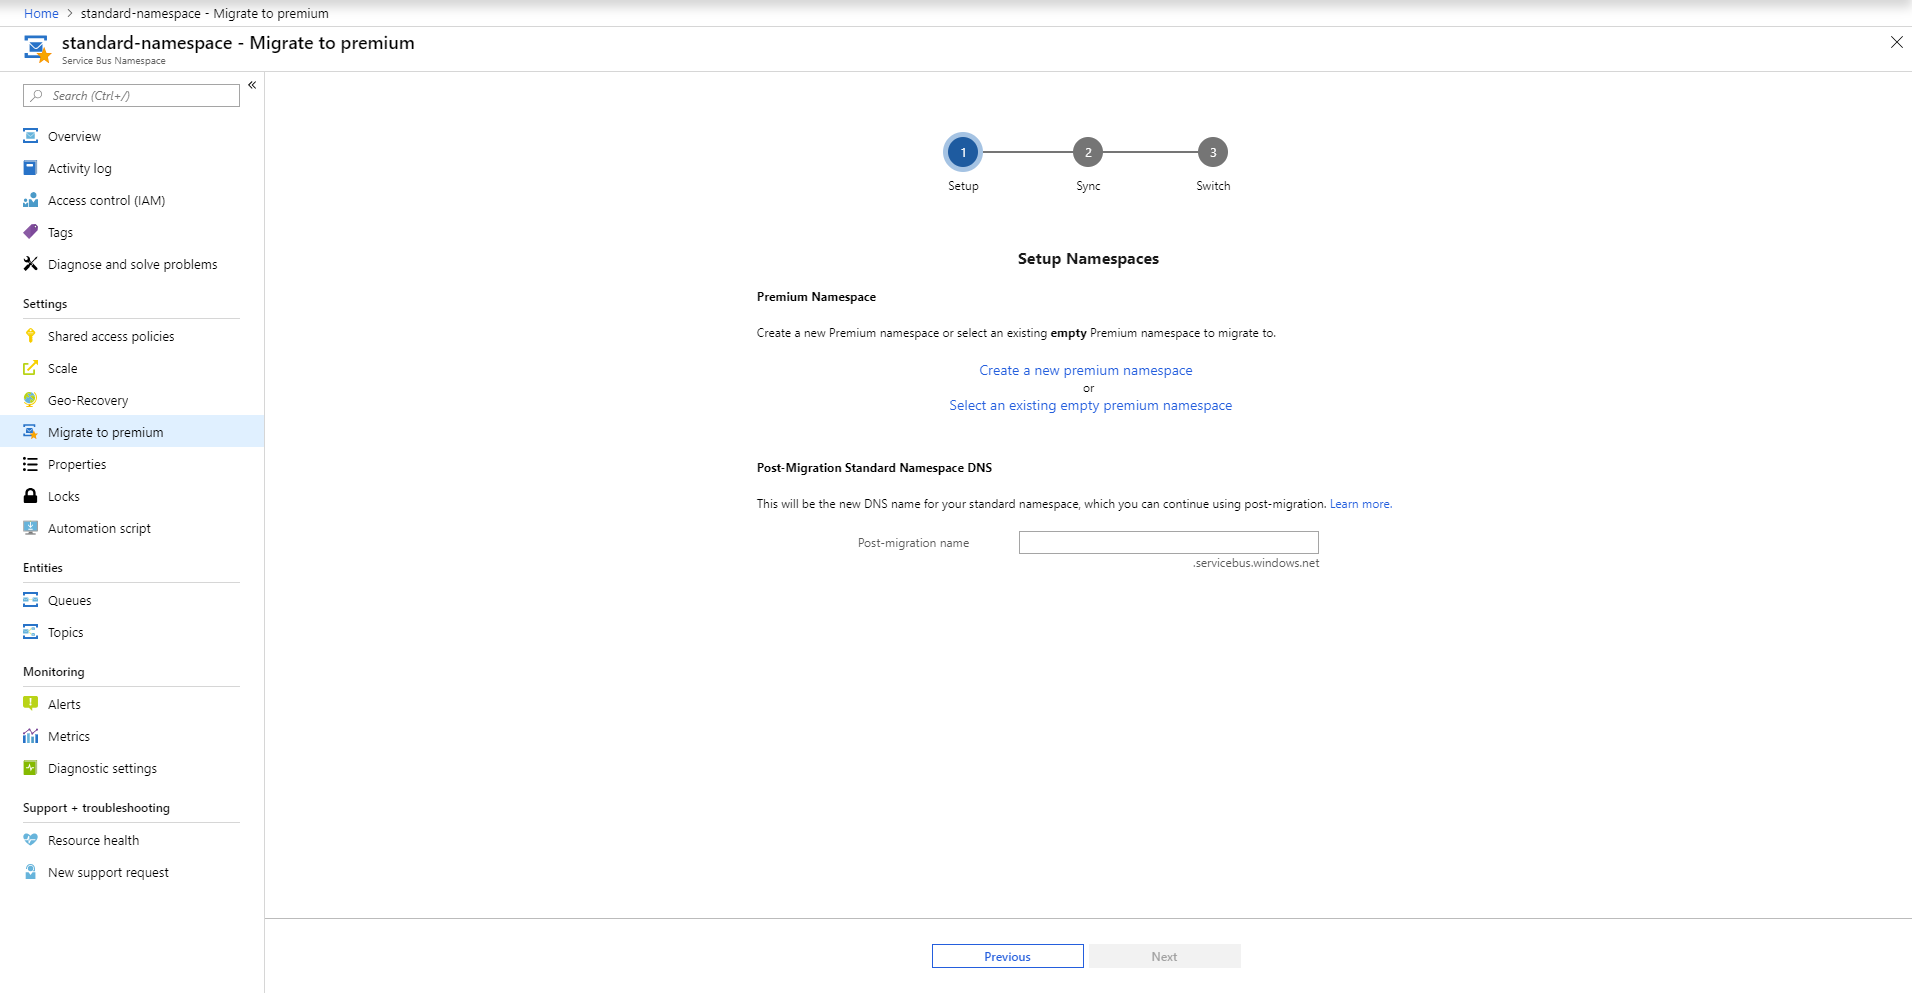 Home > standard-namespace - Migrate to premium
standard-namespace - Migrate to premium
Service Bus Namespace
Search (Ctrl+/)
«
Overview
Activity log
Access control (IAM)
Tags
Diagnose and solve problems
Settings
Shared access policies
Scale
Geo-Recovery
Migrate to premium
Properties
Locks
Automation script
Entities
Queues
Topics
Monitoring
Alerts
Metrics
Diagnostic settings
Support + troubleshooting
Resource health
New support request
1 2 3
Setup Sync Switch
Setup Namespaces
Premium Namespace
Create a new Premium namespace or select an existing empty Premium namespace to migrate to.
Create a new premium namespace
or
Select an existing empty premium namespace
Post-Migration Standard Namespace DNS
This will be the new DNS name for your standard namespace, which you can continue using post-migration. Learn more.
Post-migration name
.servicebus.windows.net
Previous Next